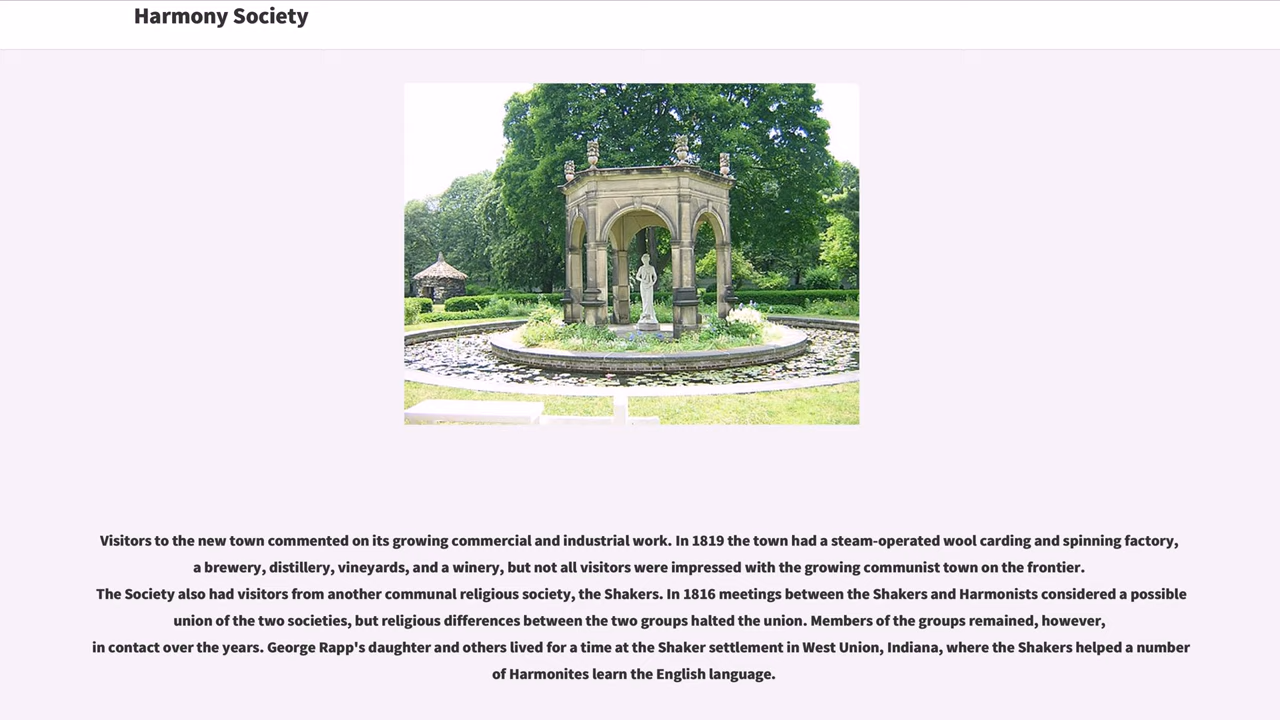 Harmony Society
Visitors to the new town commented on its growing commercial and industrial work. In 1819 the town had a steam-operated wool carding and spinning factory,
a brewery, distillery, vineyards, and a winery, but not all visitors were impressed with the growing communist town on the frontier.
The Society also had visitors from another communal religious society, the Shakers. In 1816 meetings between the Shakers and Harmonists considered a possible
union of the two societies, but religious differences between the two groups halted the union. Members of the groups remained, however,
in contact over the years. George Rapp's daughter and others lived for a time at the Shaker settlement in West Union, Indiana, where the Shakers helped a number
of Harmonites learn the English language.